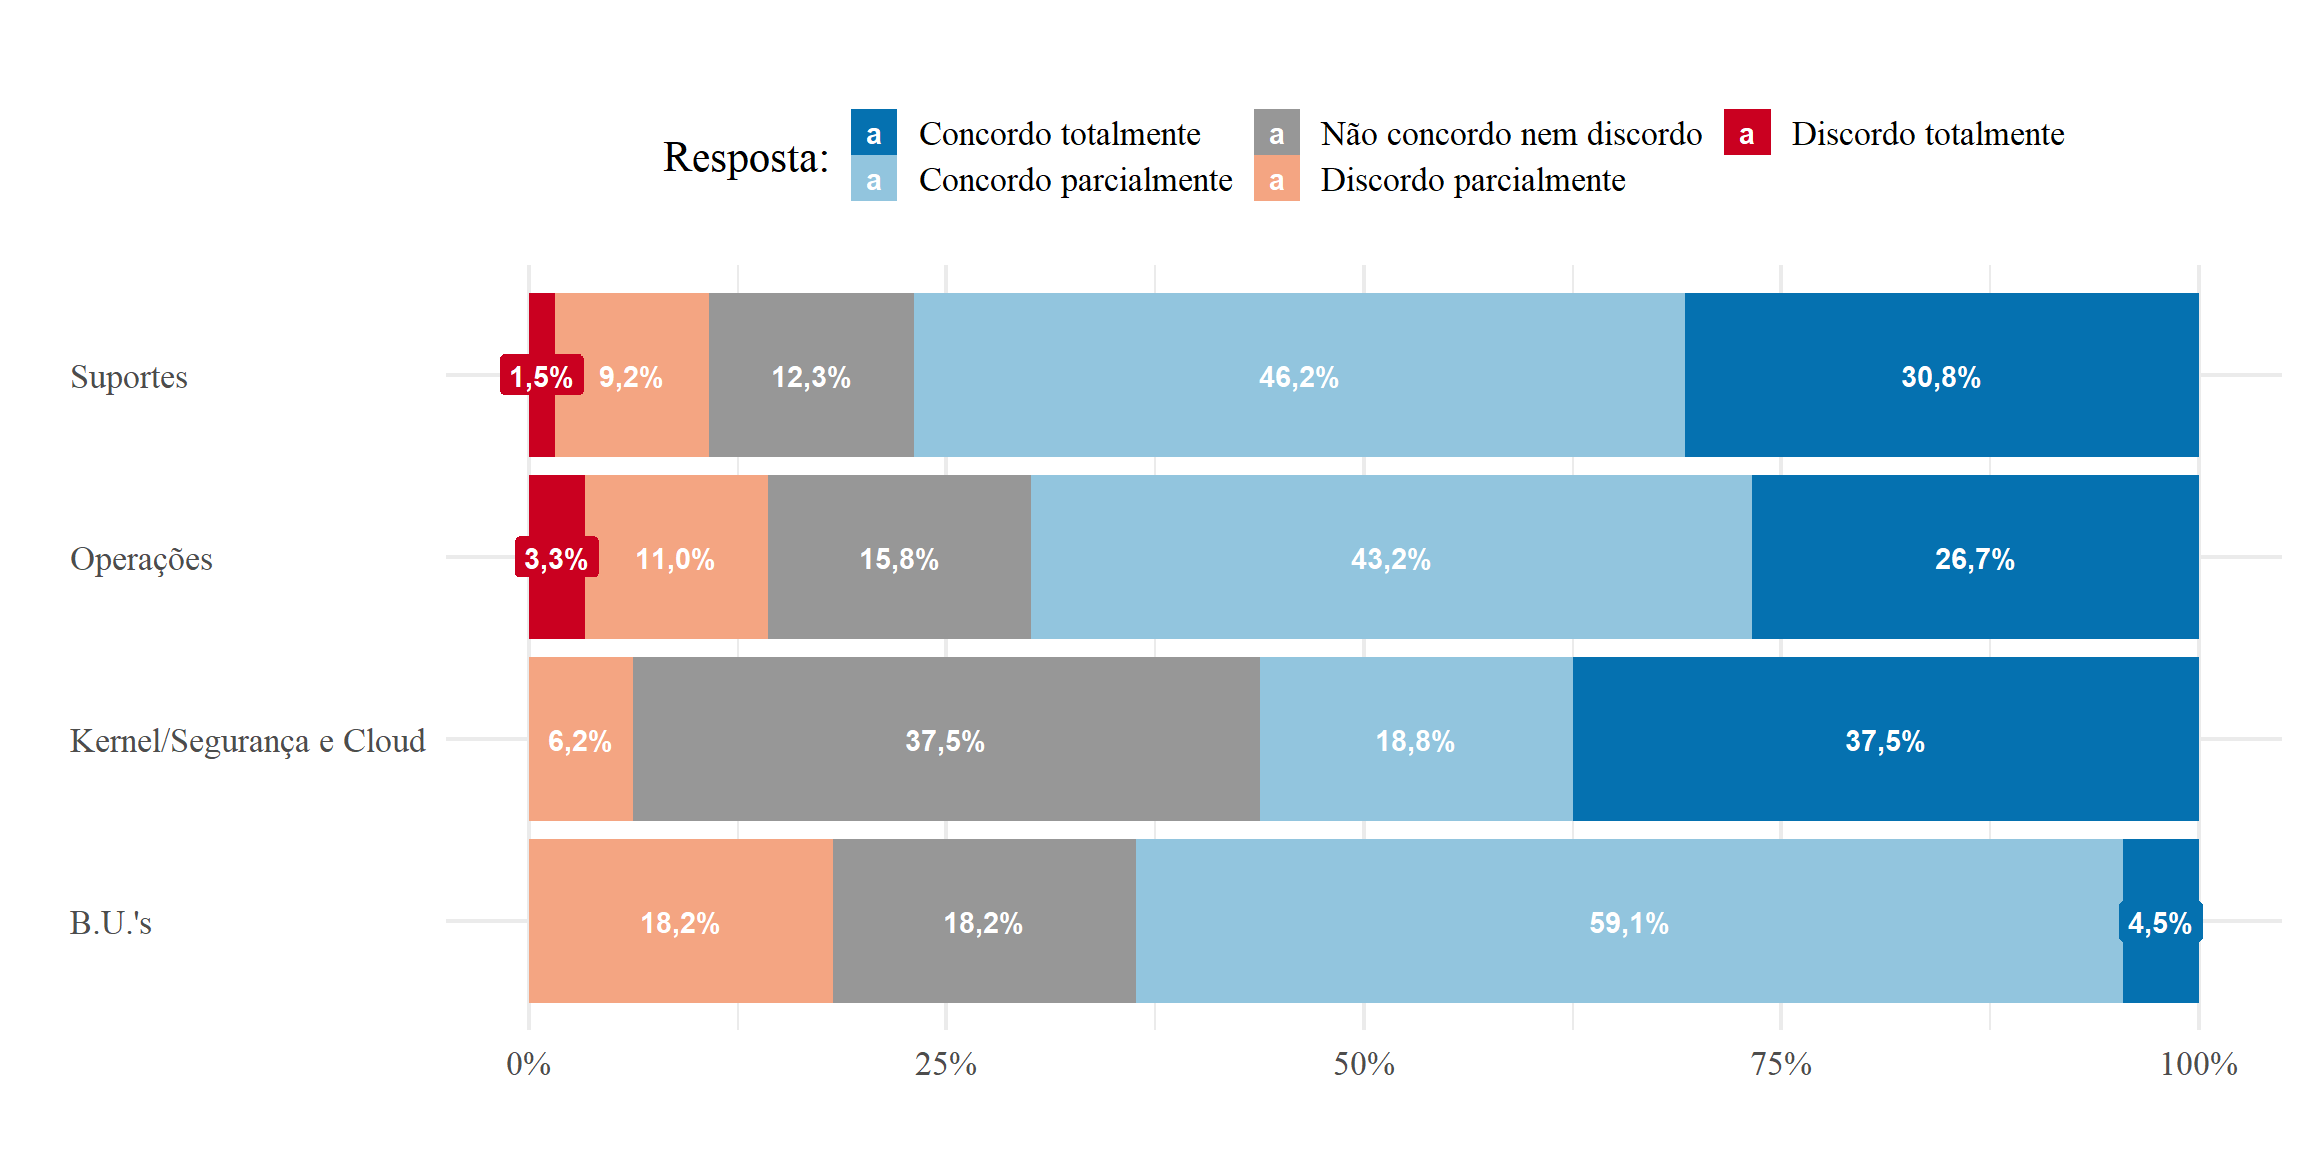 Resposta:
a Concordo totalmente a Não concordo nem discordo a Discordo totalmente
a Concordo parcialmente a Discordo parcialmente
Suportes 1,5% 9,2% 12,3% 46,2% 30,8%
Operações 3,3% 11,0% 15,8% 43,2% 26,7%
Kernel/Segurança e Cloud 6,2% 37,5% 18,8% 37,5%
B.U.'s 18,2% 18,2% 59,1% 4,5%
0% 25% 50% 75% 100%